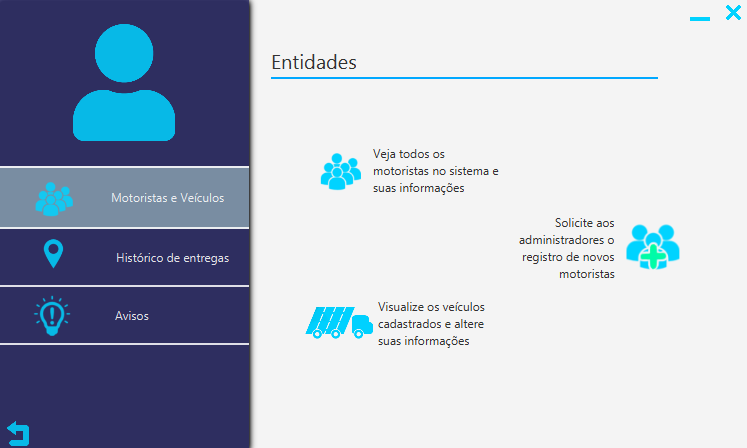 Entidades
Motoristas e Veículos
Histórico de entregas
Avisos
Veja todos os
motoristas no sistema e
suas informações
Solicite aos
administradores o
registro de novos
motoristas
Visualize os veículos
cadastrados e altere
suas informações